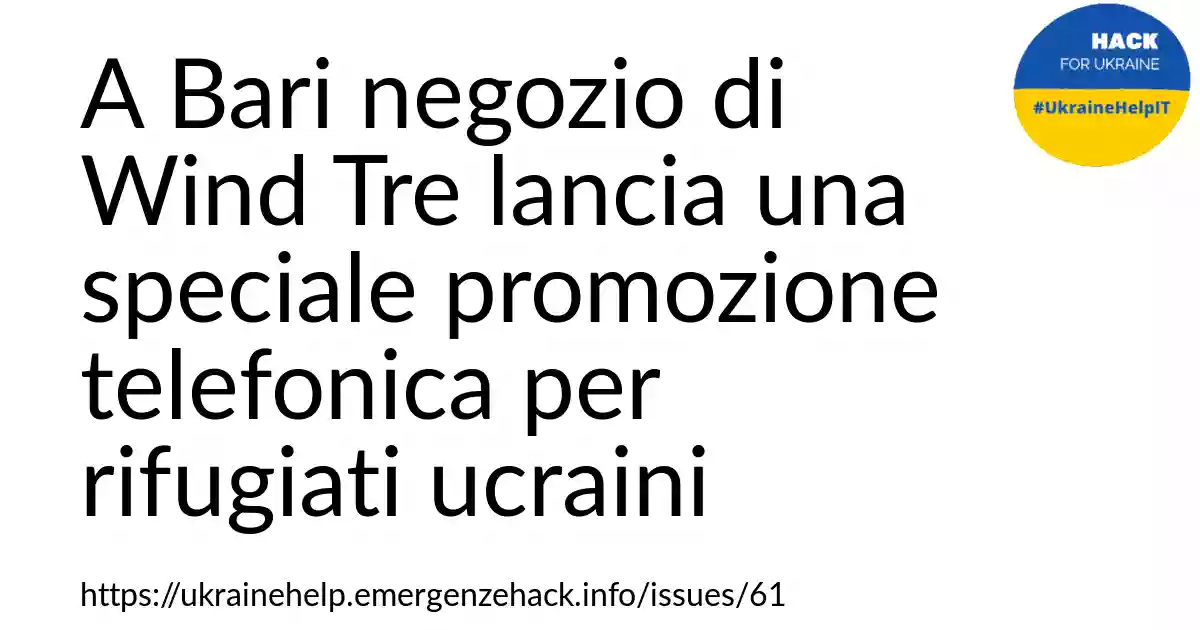 A Bari negozio di
Wind Tre lancia una
speciale promozione
telefonica per
rifugiati ucraini
https://ukrainehelp.emergenzehack.info/issues/61
HACK
FOR UKRAINE
#UkraineHelpIT